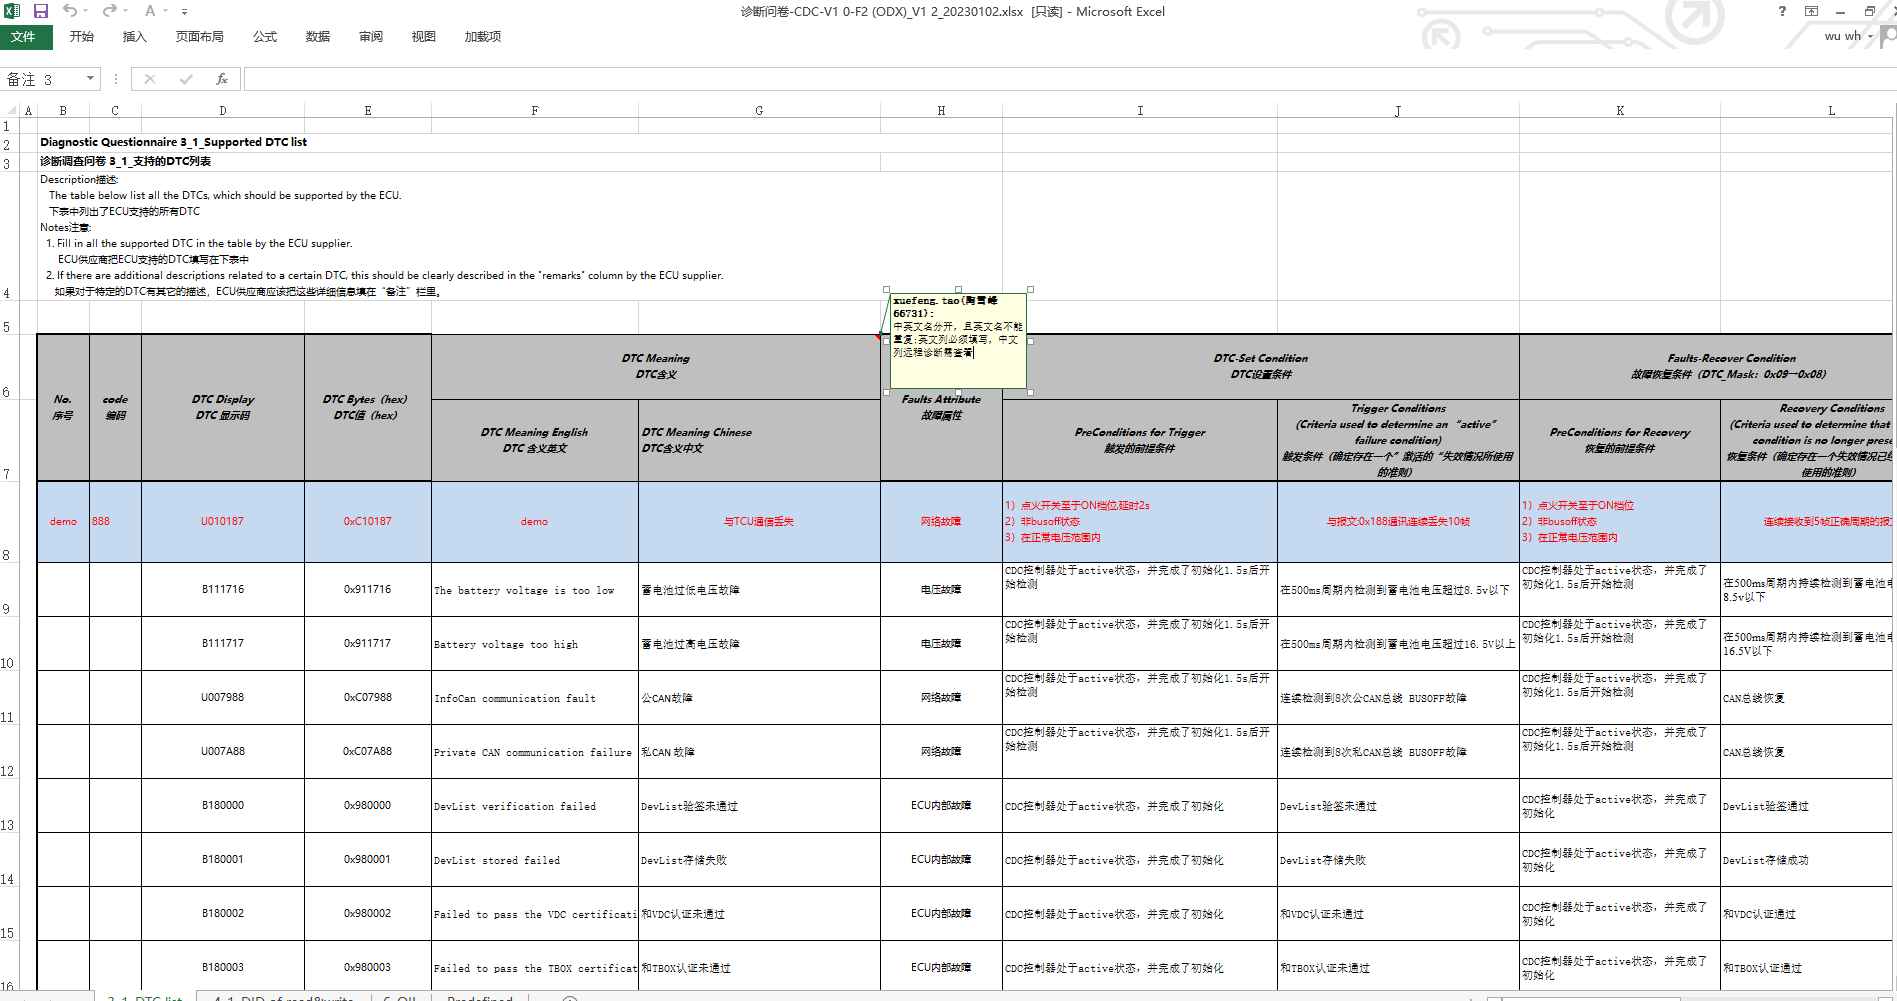 诊断问卷-CDC-V1 0-F2 (ODX)_V1 2_20230102.xlsx [只读] - Microsoft Excel
文件 开始 插入 页面布局 公式 数据 审阅 视图 加载项
wu wh
备注 3
fx
A B C D E F G H I J K L
1
2 Diagnostic Questionnaire 3_1_Supported DTC list
3 诊断调查问卷 3_1_支持的DTC列表
Description描述:
The table below list all the DTCs, which should be supported by the ECU.
下表中列出了ECU支持的所有DTC
Notes注意:
1. Fill in all the supported DTC in the table by the ECU supplier.
ECU供应商把ECU支持的DTC填写在下表中
2. If there are additional descriptions related to a certain DTC, this should be clearly described in the "remarks" column by the ECU supplier.
4 如果对于特定的DTC有其它的描述，ECU供应商应该把这些详细信息填在“备注”栏里。
xuefeng.tao(陶雪峰
66731):
中英文名分开，且英文名不能
重复;英文列必须填写，中文
列远程诊断需签署
5
6
7
No.
序号
code
编码
DTC Display
DTC 显示码
DTC Bytes（hex）
DTC值（hex）
DTC Meaning
DTC含义
DTC Meaning English
DTC 含义英文
DTC Meaning Chinese
DTC含义中文
Faults Attribute
故障属性
DTC-Set Condition
DTC设置条件
PreConditions for Trigger
触发的前提条件
Trigger Conditions
(Criteria used to determine an “active”
failure condition)
触发条件（确定存在一个”激活的“失效情况所使用
的准则）
Faults-Recover Condition
故障恢复条件（DTC_Mask：0x09→0x08）
PreConditions for Recovery
恢复的前提条件
Recovery Conditions
(Criteria used to determine that
condition is no longer prese
恢复条件（确定存在一个失效情况已经
使用的准则）
8
demo 888 U010187 0xC10187 demo 与TCU通信丢失 网络故障
1）点火开关至于ON档位,延时2s
2）非busoff状态
3）在正常电压范围内
与报文:0x188通讯连续丢失10帧
1）点火开关至于ON档位
2）非busoff状态
3）在正常电压范围内
连续接收到5帧正确周期的报文
9
B111716 0x911716 The battery voltage is too low 蓄电池过低电压故障 电压故障
CDC控制器处于active状态，并完成了初始化1.5s后开
始检测
在500ms周期内检测到蓄电池电压超过8.5v以下
CDC控制器处于active状态，并完成了
初始化1.5s后开始检测
在500ms周期内持续检测到蓄电池电
8.5v以下
10
B111717 0x911717 Battery voltage too high 蓄电池过高电压故障 电压故障
CDC控制器处于active状态，并完成了初始化1.5s后开
始检测
在500ms周期内检测到蓄电池电压超过16.5V以上
CDC控制器处于active状态，并完成了
初始化1.5s后开始检测
在500ms周期内持续检测到蓄电池电
16.5V以下
11
U007988 0xC07988 InfoCan communication fault 公CAN故障 网络故障
CDC控制器处于active状态，并完成了初始化1.5s后开
始检测
连续检测到8次公CAN总线 BUSOFF故障
CDC控制器处于active状态，并完成了
初始化1.5s后开始检测
CAN总线恢复
12
U007A88 0xC07A88 Private CAN communication failure 私CAN 故障 网络故障
CDC控制器处于active状态，并完成了初始化1.5s后开
始检测
连续检测到8次私CAN总线 BUSOFF故障
CDC控制器处于active状态，并完成了
初始化1.5s后开始检测
CAN总线恢复
13
B180000 0x980000 DevList verification failed DevList验签未通过 ECU内部故障
CDC控制器处于active状态，并完成了初始化
DevList验签未通过
CDC控制器处于active状态，并完成了
初始化
DevList验签通过
14
B180001 0x980001 DevList stored failed DevList存储失败 ECU内部故障
CDC控制器处于active状态，并完成了初始化
DevList存储失败
CDC控制器处于active状态，并完成了
初始化
DevList存储成功
15
B180002 0x980002 Failed to pass the VDC certificati 和VDC认证未通过 ECU内部故障
CDC控制器处于active状态，并完成了初始化
和VDC认证未通过
CDC控制器处于active状态，并完成了
初始化
和VDC认证通过
16
B180003 0x980003 Failed to pass the TBOX certificat 和TBOX认证未通过 ECU内部故障
CDC控制器处于active状态，并完成了初始化
和TBOX认证未通过
CDC控制器处于active状态，并完成了
初始化
和TBOX认证通过
3_1_DTC list 4_1_DID of read&write Predefined